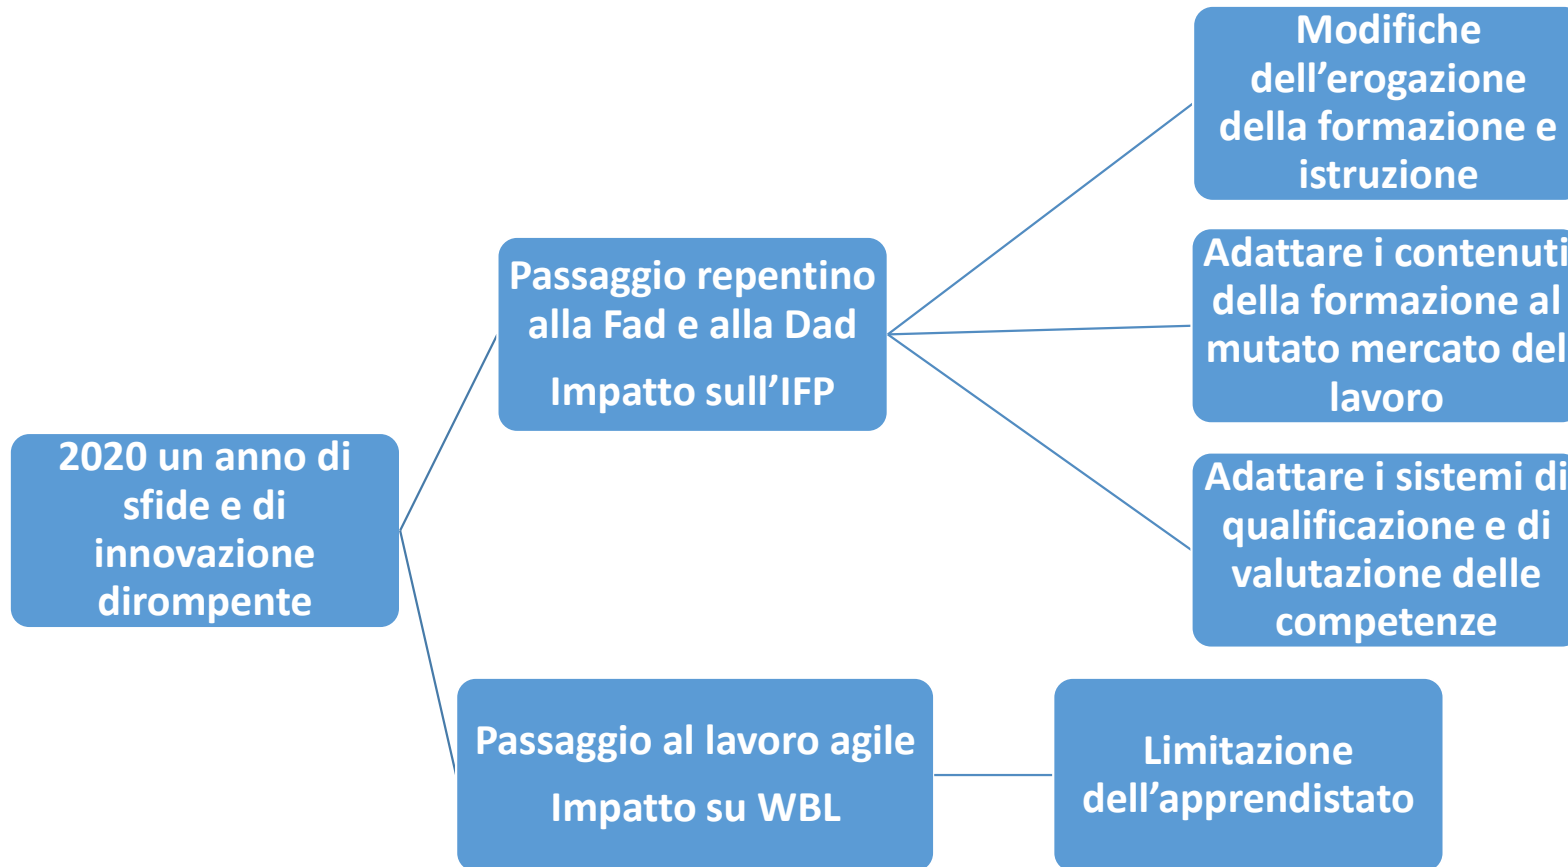 2020 un anno di
sfide e di
innovazione
dirompente
Passaggio repentino
alla Fad e alla Dad
Impatto sull’IFP
Modifiche
dell’erogazione
della formazione e
istruzione
Adattare i contenuti
della formazione al
mutato mercato del
lavoro
Adattare i sistemi di
qualificazione e di
valutazione delle
competenze
Passaggio al lavoro agile
Impatto su WBL
Limitazione
dell’apprendistato